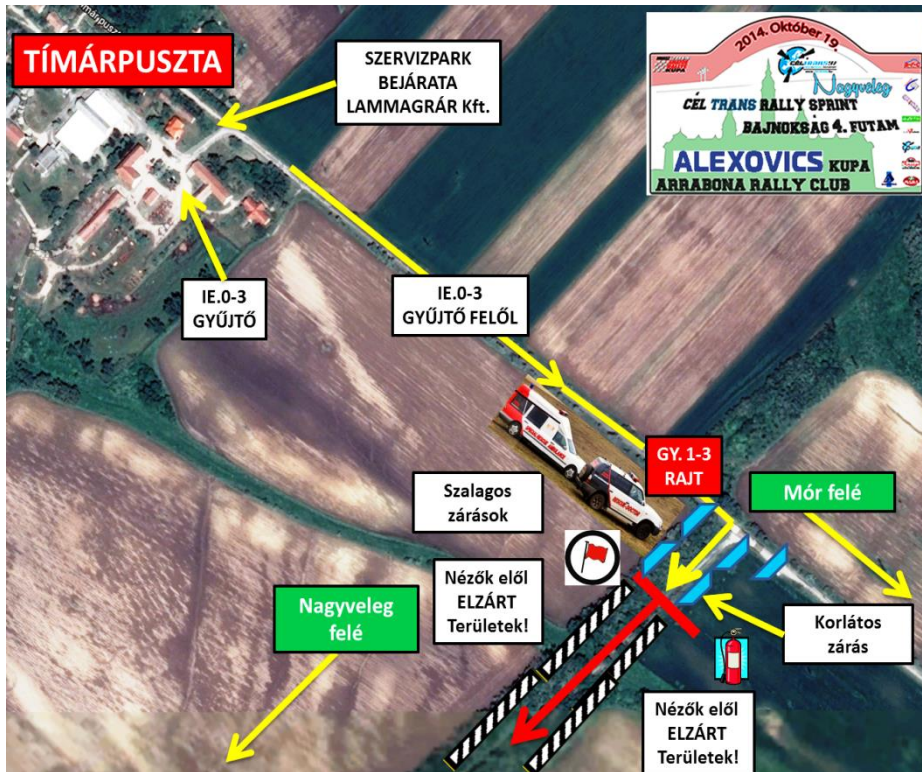 TÍMÁRPUSZTA
SZERVIZPARK
BEJÁRATA
LAMMAGRÁR Kft.
2014. Október 19.
KUPA
CÉLTRANS
Nagyveleg
CÉL TRANS RALLY SPRINT
BAJNOKSÁG 4. FUTAM
ALEXOVICS KUPA
ARRABONA RALLY CLUB
IE.0-3
GYŰJTŐ
IE.0-3
GYŰJTŐ FELŐL
GY. 1-3
RAJT
Mór felé
Szalagos
zárások
Nézők elől
ELZÁRT
Területek!
Nagyveleg
felé
Korlátos
zárás
Nézők elől
ELZÁRT
Területek!